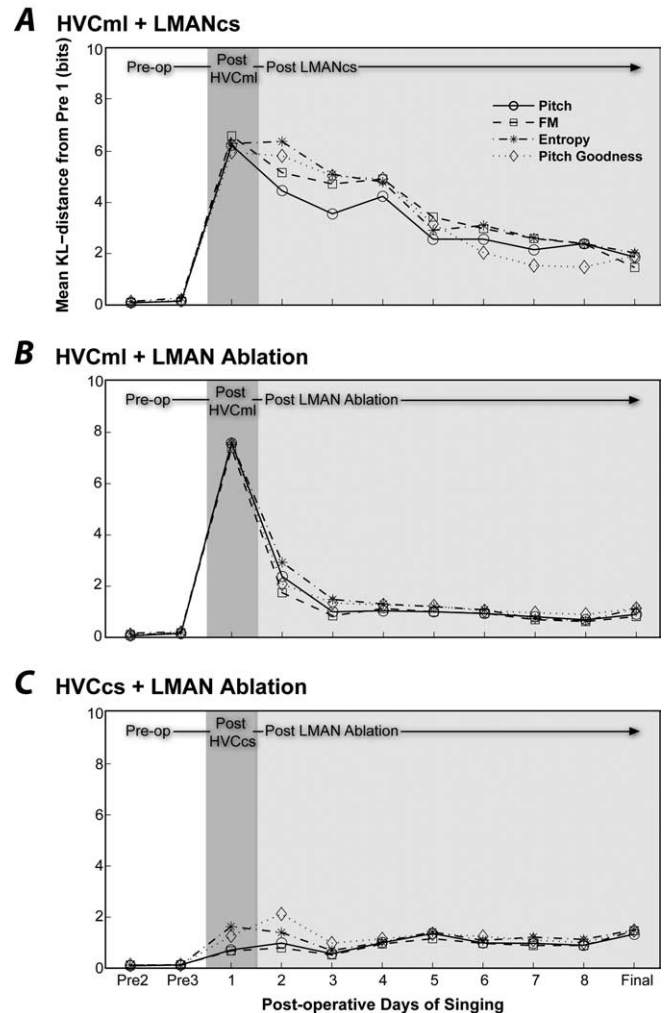 A HVCml + LMANcs
Mean KL–distance from Pre 1 (bits)
10
8
6
4
2
0
Pre-op
Post
HVCml
Post LMANcs
Pitch
FM
Entropy
Pitch Goodness
B HVCml + LMAN Ablation
10
8
6
4
2
0
Pre-op
Post
HVCml
Post LMAN Ablation
C HVCcs + LMAN Ablation
10
8
6
4
2
0
Pre-op
Post
HVCcs
Post LMAN Ablation
Pre2 Pre3 1 2 3 4 5 6 7 8 Final
Post-operative Days of Singing